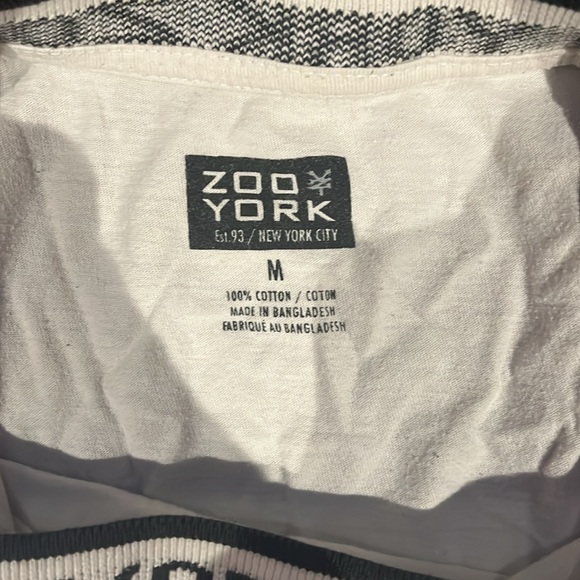 ZOO
YORK
Est.93 / NEW YORK CITY
M
100% COTTON / COTON
MADE IN BANGLADESH
FABRIQUÉ AU BANGLADESH